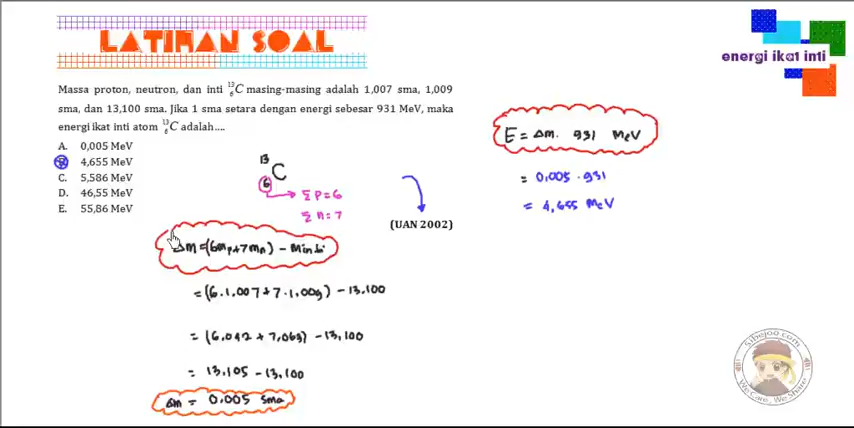 LATIHAN SOAL
energi ikat inti
Massa proton, neutron, dan inti ¹³₆C masing-masing adalah 1,007 sma, 1,009
sma, dan 13,100 sma. Jika 1 sma setara dengan energi sebesar 931 MeV, maka
energi ikat inti atom ¹³₆C adalah....
A. 0,005 MeV
B. 4,655 MeV
C. 5,586 MeV
D. 46,55 MeV
E. 55,86 MeV
(UAN 2002)
¹³₆C
Σp = 6
Σn = 7
Δm = (6mp + 7mn) - minti
= (6.1,007 + 7.1,009) - 13,100
= (6,042 + 7,063) - 13,100
= 13,105 - 13,100
Δm = 0,005 sma
E = Δm. 931 MeV
= 0,005 . 931
= 4,655 MeV
Sibejoo.com
We Care, We Share